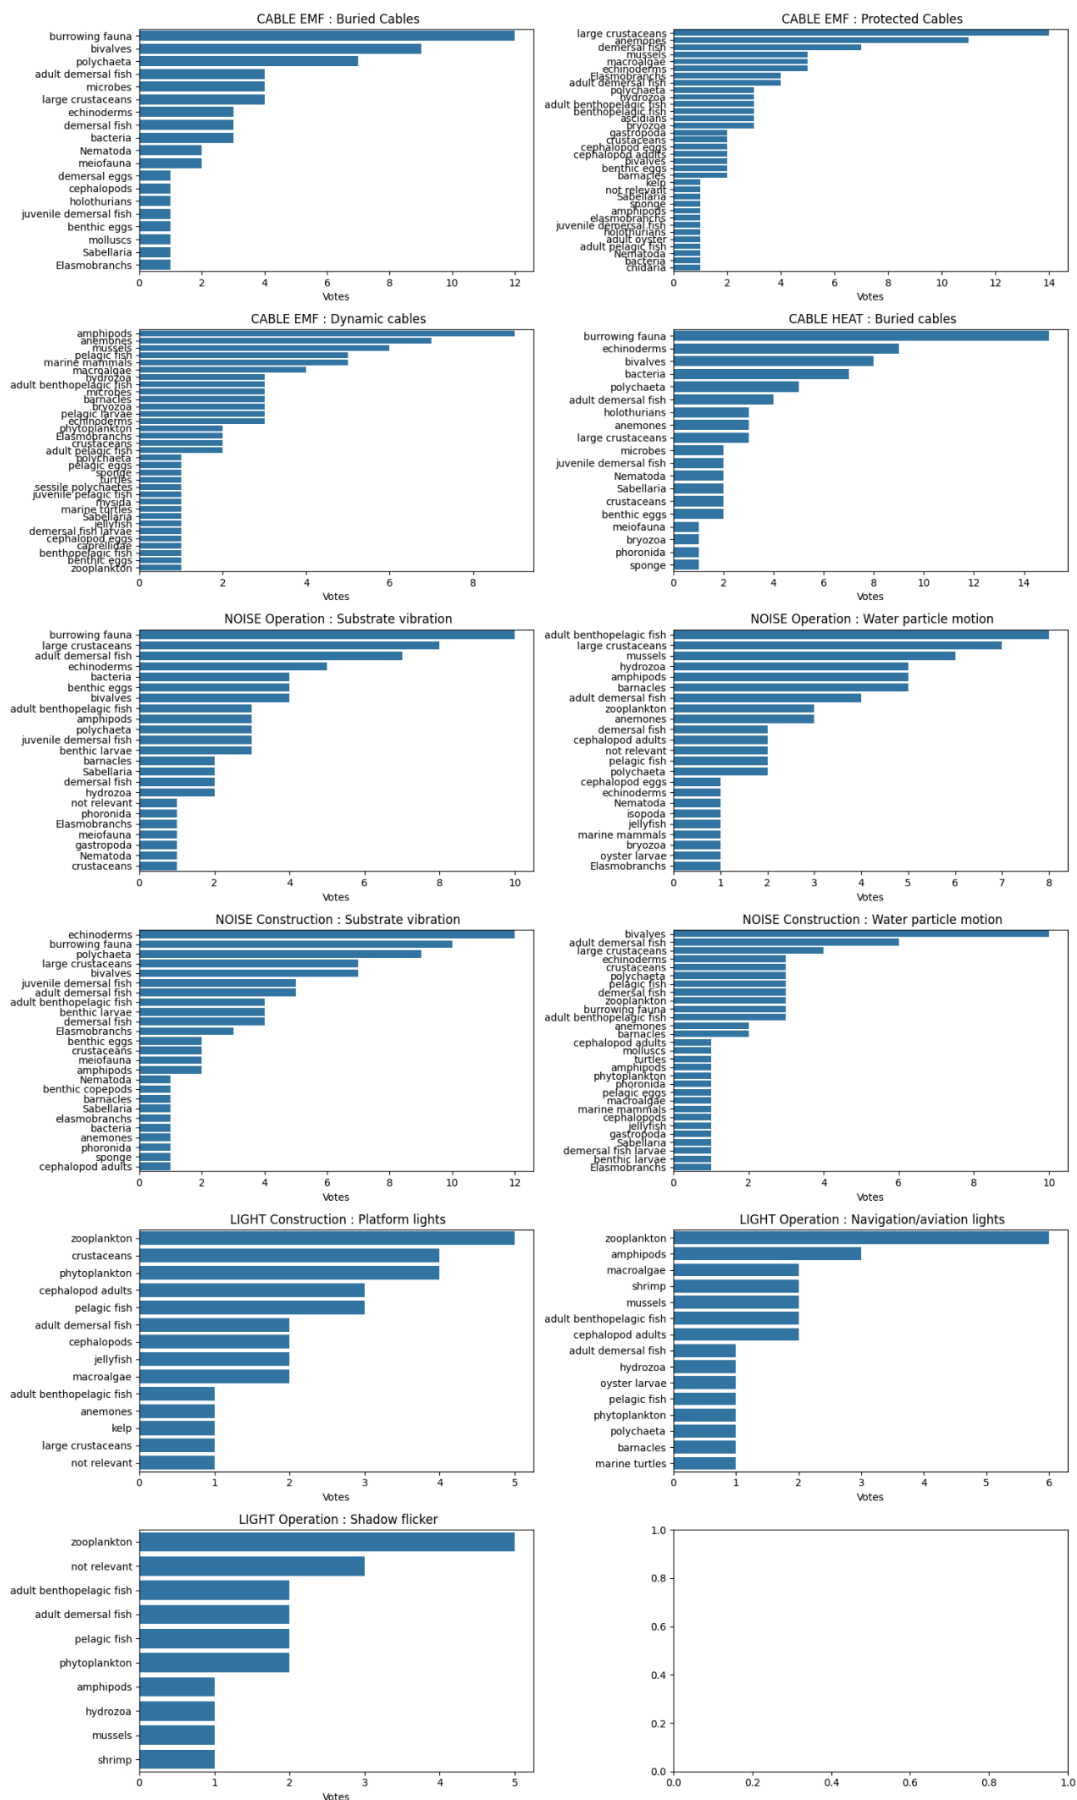 CABLE EMF : Buried Cables
burrowing fauna
bivalves
polychaeta
adult demersal fish
microbes
large crustaceans
echinoderms
demersal fish
bacteria
Nematoda
meiofauna
demersal eggs
cephalopods
holothurians
juvenile demersal fish
benthic eggs
molluscs
Sabellaria
Elasmobranchs
0 2 4 6 8 10 12
Votes
CABLE EMF : Protected Cables
large crustaceans
anemones
demersal fish
mussels
macroalgae
echinoderms
Elasmobranchs
adult demersal fish
polychaeta
hydrozoa
adult benthopelagic fish
benthopelagic fish
ascidians
bryozoa
gastropoda
crustaceans
cephalopod eggs
cephalopod adults
bivalves
benthic eggs
barnacles
kelp
not relevant
Sabellaria
sponge
amphipods
elasmobranchs
juvenile demersal fish
holothurians
adult oyster
adult pelagic fish
Nematoda
bacteria
cnidaria
0 2 4 6 8 10 12 14
Votes
CABLE EMF : Dynamic cables
amphipods
anemones
mussels
pelagic fish
marine mammals
macroalgae
hydrozoa
adult benthopelagic fish
microbes
barnacles
bryozoa
pelagic larvae
echinoderms
phytoplankton
Elasmobranchs
crustaceans
adult pelagic fish
polychaeta
pelagic eggs
sponge
turtles
sessile polychaetes
juvenile pelagic fish
mysida
marine turtles
Sabellaria
jellyfish
demersal fish larvae
cephalopod eggs
caprellidae
benthopelagic fish
benthic eggs
zooplankton
0 2 4 6 8
Votes
CABLE HEAT : Buried cables
burrowing fauna
echinoderms
bivalves
bacteria
polychaeta
adult demersal fish
holothurians
anemones
large crustaceans
microbes
juvenile demersal fish
Nematoda
Sabellaria
crustaceans
benthic eggs
meiofauna
bryozoa
phoronida
sponge
0 2 4 6 8 10 12 14
Votes
NOISE Operation : Substrate vibration
burrowing fauna
large crustaceans
adult demersal fish
echinoderms
bacteria
benthic eggs
bivalves
adult benthopelagic fish
amphipods
polychaeta
juvenile demersal fish
benthic larvae
barnacles
Sabellaria
demersal fish
hydrozoa
not relevant
phoronida
Elasmobranchs
meiofauna
gastropoda
Nematoda
crustaceans
0 2 4 6 8 10
Votes
NOISE Operation : Water particle motion
adult benthopelagic fish
large crustaceans
mussels
hydrozoa
amphipods
barnacles
adult demersal fish
zooplankton
anemones
demersal fish
cephalopod adults
not relevant
pelagic fish
polychaeta
cephalopod eggs
echinoderms
Nematoda
isopoda
jellyfish
marine mammals
bryozoa
oyster larvae
Elasmobranchs
0 1 2 3 4 5 6 7 8
Votes
NOISE Construction : Substrate vibration
echinoderms
burrowing fauna
polychaeta
large crustaceans
bivalves
juvenile demersal fish
adult demersal fish
adult benthopelagic fish
benthic larvae
demersal fish
Elasmobranchs
benthic eggs
crustaceans
meiofauna
amphipods
Nematoda
benthic copepods
barnacles
Sabellaria
elasmobranchs
bacteria
anemones
phoronida
sponge
cephalopod adults
0 2 4 6 8 10 12
Votes
NOISE Construction : Water particle motion
bivalves
adult demersal fish
large crustaceans
echinoderms
crustaceans
polychaeta
pelagic fish
demersal fish
zooplankton
burrowing fauna
adult benthopelagic fish
anemones
barnacles
cephalopod adults
molluscs
turtles
amphipods
phytoplankton
phoronida
pelagic eggs
macroalgae
marine mammals
cephalopods
jellyfish
gastropoda
Sabellaria
demersal fish larvae
benthic larvae
Elasmobranchs
0 2 4 6 8 10
Votes
LIGHT Construction : Platform lights
zooplankton
crustaceans
phytoplankton
cephalopod adults
pelagic fish
adult demersal fish
cephalopods
jellyfish
macroalgae
adult benthopelagic fish
anemones
kelp
large crustaceans
not relevant
0 1 2 3 4 5
Votes
LIGHT Operation : Navigation/aviation lights
zooplankton
amphipods
macroalgae
shrimp
mussels
adult benthopelagic fish
cephalopod adults
adult demersal fish
hydrozoa
oyster larvae
pelagic fish
phytoplankton
polychaeta
barnacles
marine turtles
0 1 2 3 4 5 6
Votes
LIGHT Operation : Shadow flicker
zooplankton
not relevant
adult benthopelagic fish
adult demersal fish
pelagic fish
phytoplankton
amphipods
hydrozoa
mussels
shrimp
0 1 2 3 4 5
Votes
1.0
0.8
0.6
0.4
0.2
0.0
0.0 0.2 0.4 0.6 0.8 1.0